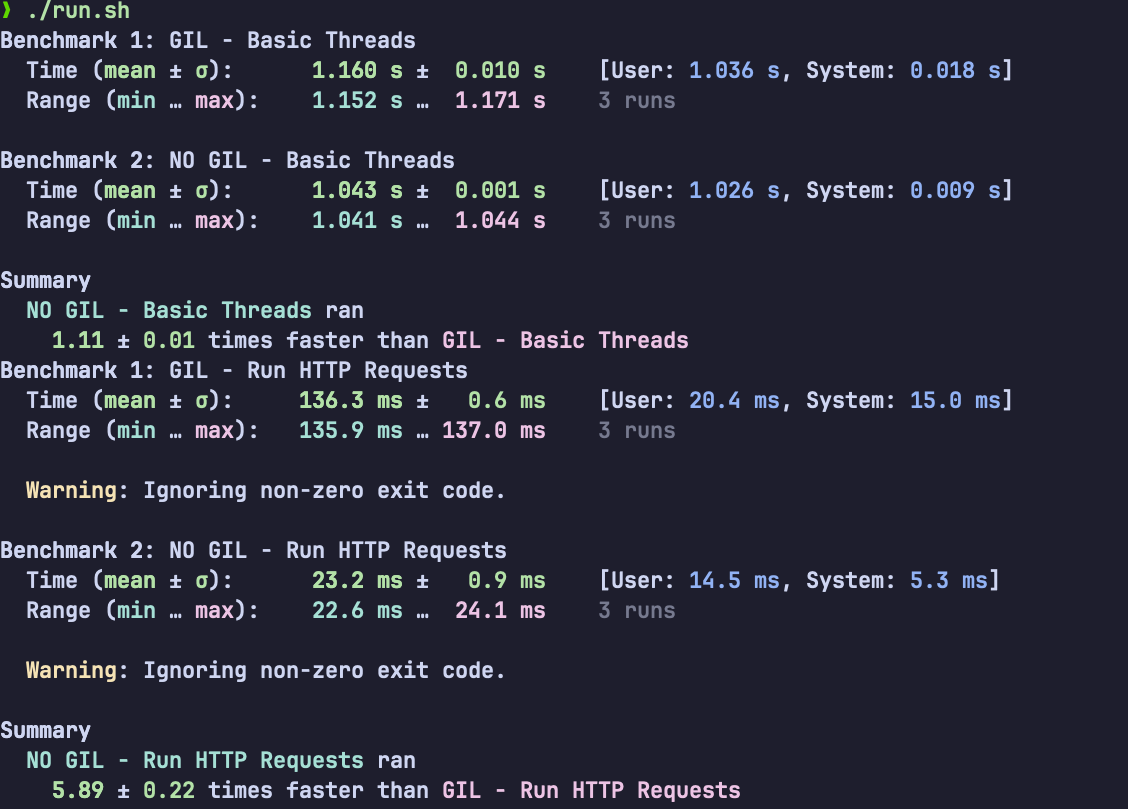 ❯ ./run.sh
Benchmark 1: GIL - Basic Threads
  Time (mean ± σ):      1.160 s ±  0.010 s    [User: 1.036 s, System: 0.018 s]
  Range (min … max):    1.152 s …  1.171 s    3 runs

Benchmark 2: NO GIL - Basic Threads
  Time (mean ± σ):      1.043 s ±  0.001 s    [User: 1.026 s, System: 0.009 s]
  Range (min … max):    1.041 s …  1.044 s    3 runs

Summary
  NO GIL - Basic Threads ran
    1.11 ± 0.01 times faster than GIL - Basic Threads
Benchmark 1: GIL - Run HTTP Requests
  Time (mean ± σ):     136.3 ms ±   0.6 ms    [User: 20.4 ms, System: 15.0 ms]
  Range (min … max):   135.9 ms … 137.0 ms    3 runs

  Warning: Ignoring non-zero exit code.

Benchmark 2: NO GIL - Run HTTP Requests
  Time (mean ± σ):      23.2 ms ±   0.9 ms    [User: 14.5 ms, System: 5.3 ms]
  Range (min … max):    22.6 ms …  24.1 ms    3 runs

  Warning: Ignoring non-zero exit code.

Summary
  NO GIL - Run HTTP Requests ran
    5.89 ± 0.22 times faster than GIL - Run HTTP Requests